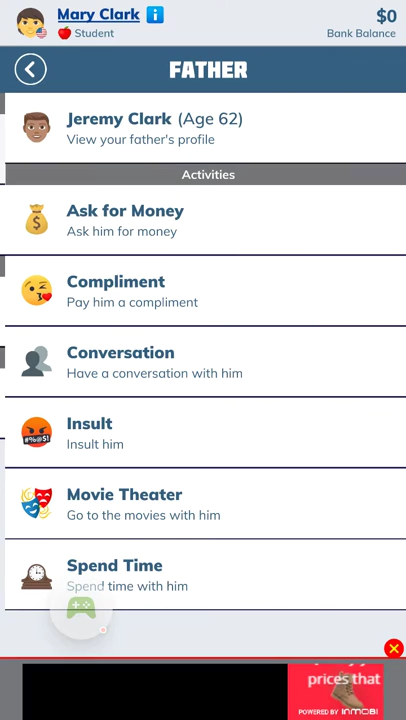 Mary Clark
$0
Student
Bank Balance
FATHER
Jeremy Clark (Age 62)
View your father's profile
Activities
Ask for Money
Ask him for money
Compliment
Pay him a compliment
Conversation
Have a conversation with him
#%@$!
Insult
Insult him
Movie Theater
Go to the movies with him
Spend Time
Spend time with him
prices that
POWERED BY INMOBI